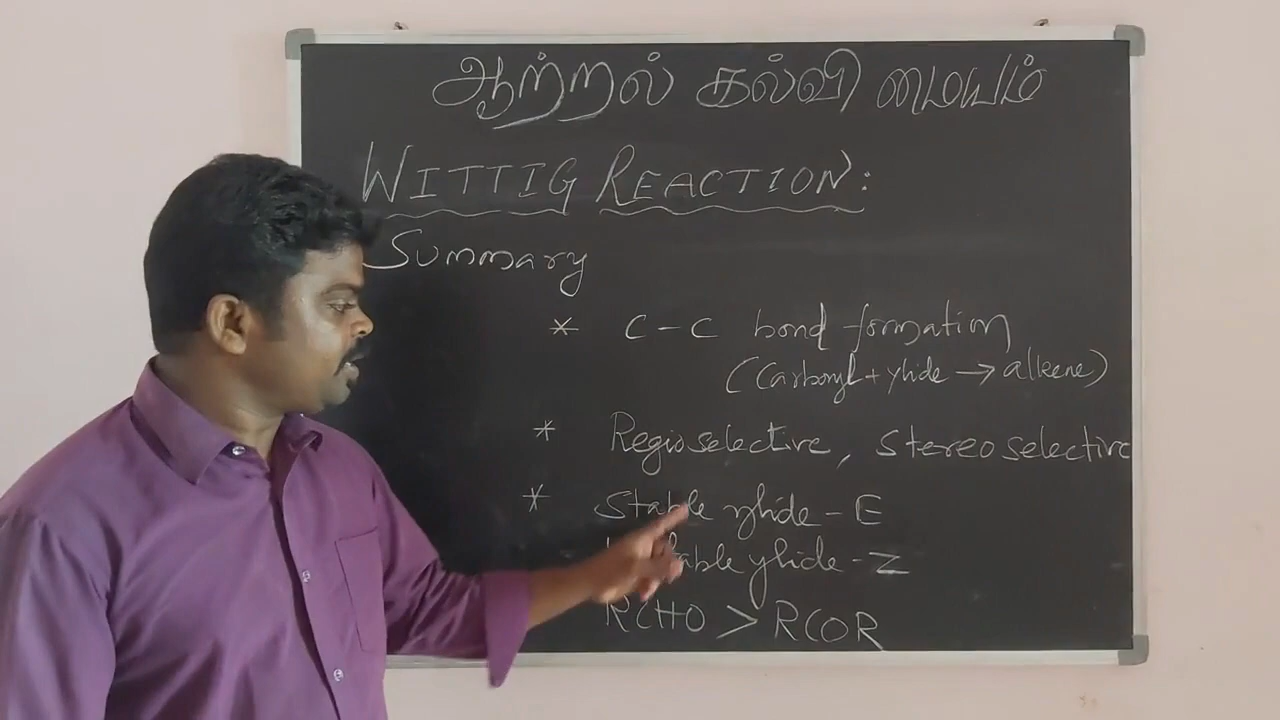 ஆற்றல் கல்வி மையம்
WITTIG REACTION:
Summary
* C-C bond formation
(Carbonyl + ylide → alkene)
* Regioselective, Stereoselective
* Stable ylide - E
ylide - Z
RCHO > RCOR